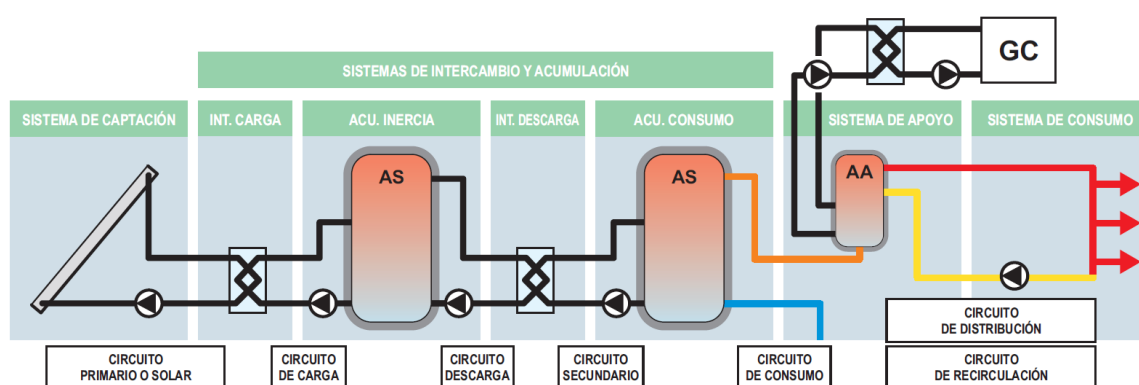 GC
SISTEMAS DE INTERCAMBIO Y ACUMULACIÓN
SISTEMA DE CAPTACIÓN
INT. CARGA
ACU. INERCIA
INT. DESCARGA
ACU. CONSUMO
SISTEMA DE APOYO
SISTEMA DE CONSUMO
AS
AS
AA
CIRCUITO
DE DISTRIBUCIÓN
CIRCUITO
PRIMARIO O SOLAR
CIRCUITO
DE CARGA
CIRCUITO
DESCARGA
CIRCUITO
SECUNDARIO
CIRCUITO
DE CONSUMO
CIRCUITO
DE RECIRCULACIÓN